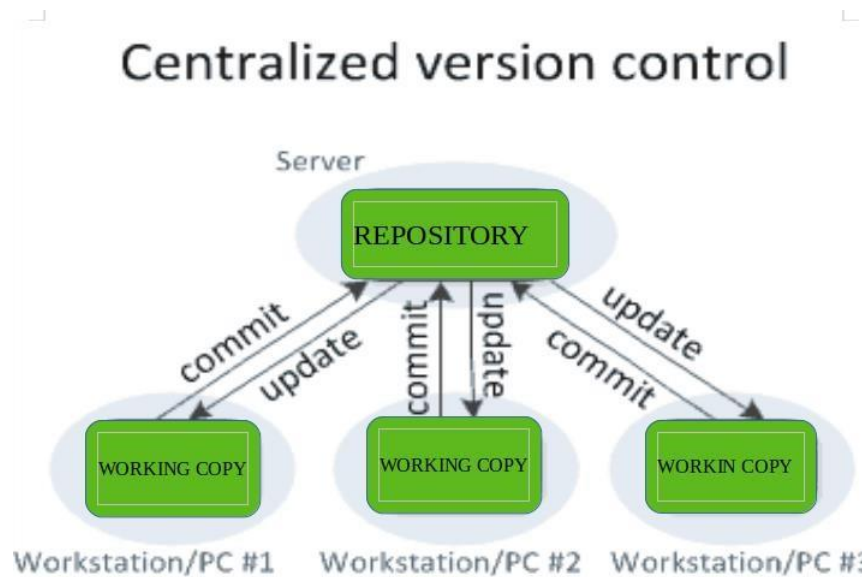 Centralized version control
Server
REPOSITORY
commit
update
commit
update
update
commit
WORKING COPY
WORKING COPY
WORKIN COPY
Workstation/PC #1
Workstation/PC #2
Workstation/PC #3